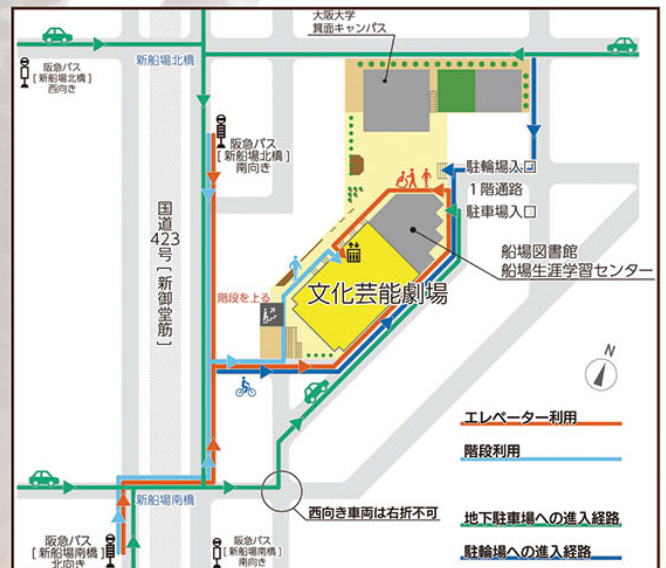 大阪大学
箕面キャンパス
新船場北橋
阪急バス
[新船場北橋]
西向き
阪急バス
[新船場北橋]
南向き
駐輪場入口
1階通路
駐車場入口
国道423号[新御堂筋]
船場図書館
船場生涯学習センター
文化芸能劇場
階段を上る
N
エレベーター利用
階段利用
新船場南橋
西向き車両は右折不可
地下駐車場への進入経路
阪急バス
[新船場南橋]
北向き
阪急バス
[新船場南橋]
南向き
駐輪場への進入経路